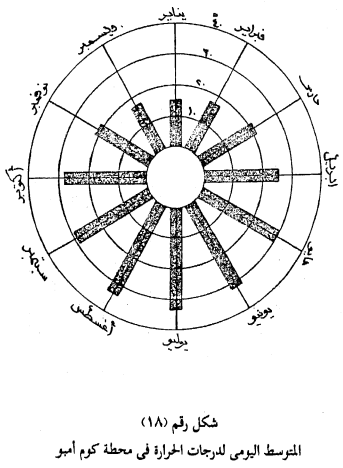 يناير
فبراير
مارس
ابريل
مايو
يونيو
يوليو
أغسطس
سبتمبر
أكتوبر
نوفمبر
ديسمبر
٢٠
١٠
شكل رقم (١٨)
المتوسط اليومى لدرجات الحرارة فى محطة كوم أمبو